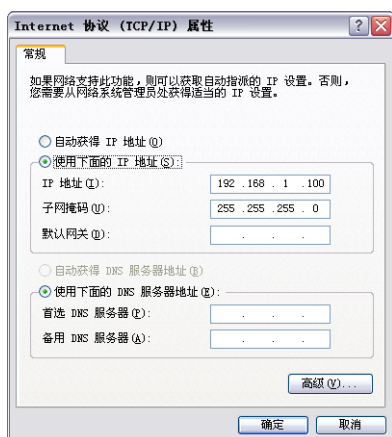 Internet 协议 (TCP/IP) 属性
常规
如果网络支持此功能，则可以获取自动指派的 IP 设置。否则，
您需要从网络系统管理员处获得适当的 IP 设置。
自动获得 IP 地址(O)
使用下面的 IP 地址(S):
IP 地址(I): 192 .168 . 1 .100
子网掩码(U): 255 .255 .255 . 0
默认网关(D): . . .
自动获得 DNS 服务器地址(B)
使用下面的 DNS 服务器地址(E):
首选 DNS 服务器(P): . . .
备用 DNS 服务器(A): . . .
高级(V)...
确定 取消